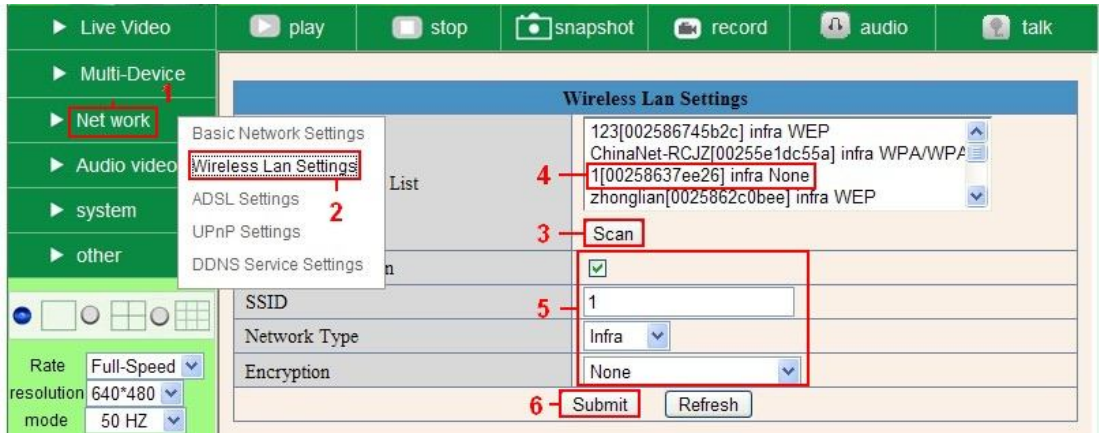 Live Video
play
stop
snapshot
record
audio
talk
Multi-Device
1
Net work
Audio video
system
other
Basic Network Settings
Wireless Lan Settings
2
ADSL Settings
UPnP Settings
DDNS Service Settings
Wireless Lan Settings
List
123[002586745b2c] infra WEP
ChinaNet-RCJZ[00255e1dc55a] infra WPA/WPA
4
1[00258637ee26] infra None
zhonglian[0025862c0bee] infra WEP
3
Scan
n
SSID
5
1
Network Type
Infra
Encryption
None
6
Submit
Refresh
Rate
Full-Speed
resolution
640*480
mode
50 HZ